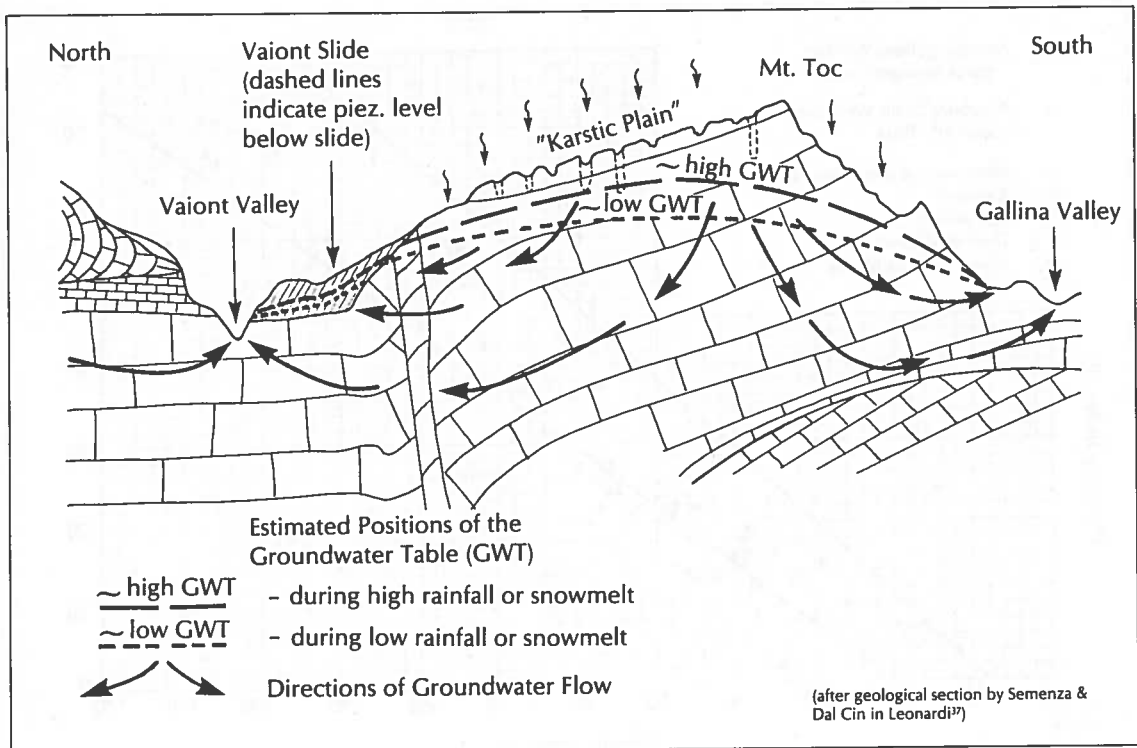 North
South
Vaiont Slide
(dashed lines
indicate piez. level
below slide)
Mt. Toc
"Karstic Plain"
~ high GWT
~ low GWT
Vaiont Valley
Gallina Valley
Estimated Positions of the
Groundwater Table (GWT)
~ high GWT
– during high rainfall or snowmelt
~ low GWT
– during low rainfall or snowmelt
Directions of Groundwater Flow
(after geological section by Semenza &
Dal Cin in Leonardi³⁷)